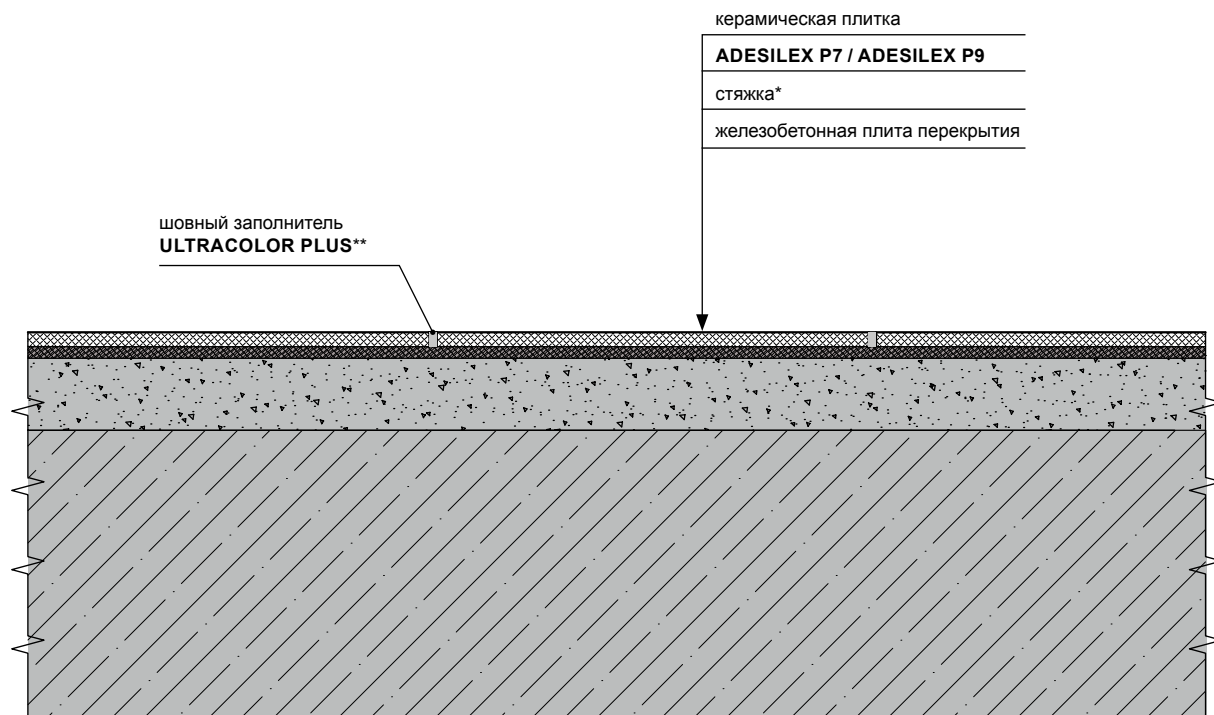 керамическая плитка
ADESILEX P7 / ADESILEX P9
стяжка*
железобетонная плита перекрытия
шовный заполнитель
ULTRACOLOR PLUS**